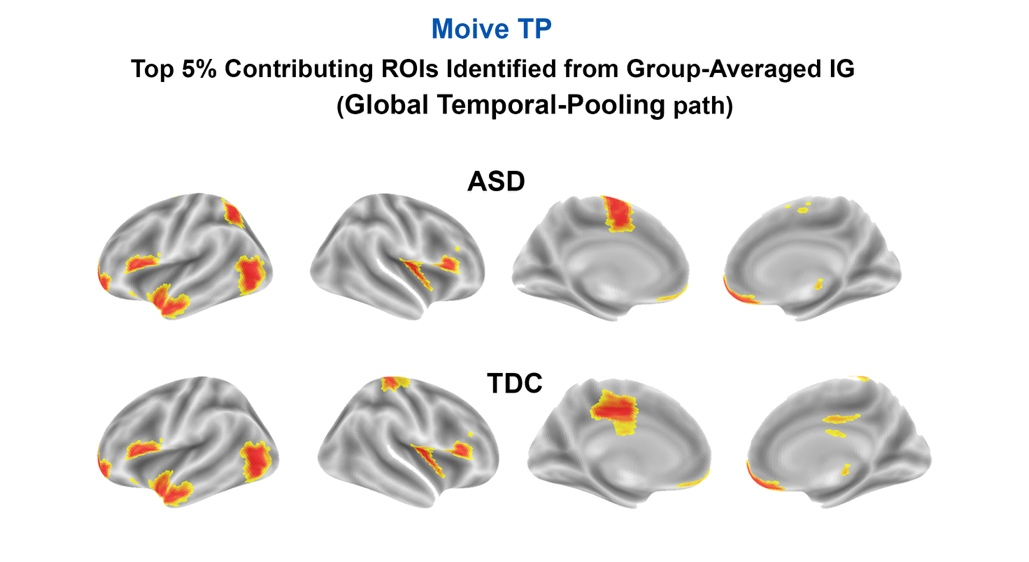 Moive TP
Top 5% Contributing ROIs Identified from Group-Averaged IG
(Global Temporal-Pooling path)
ASD
TDC